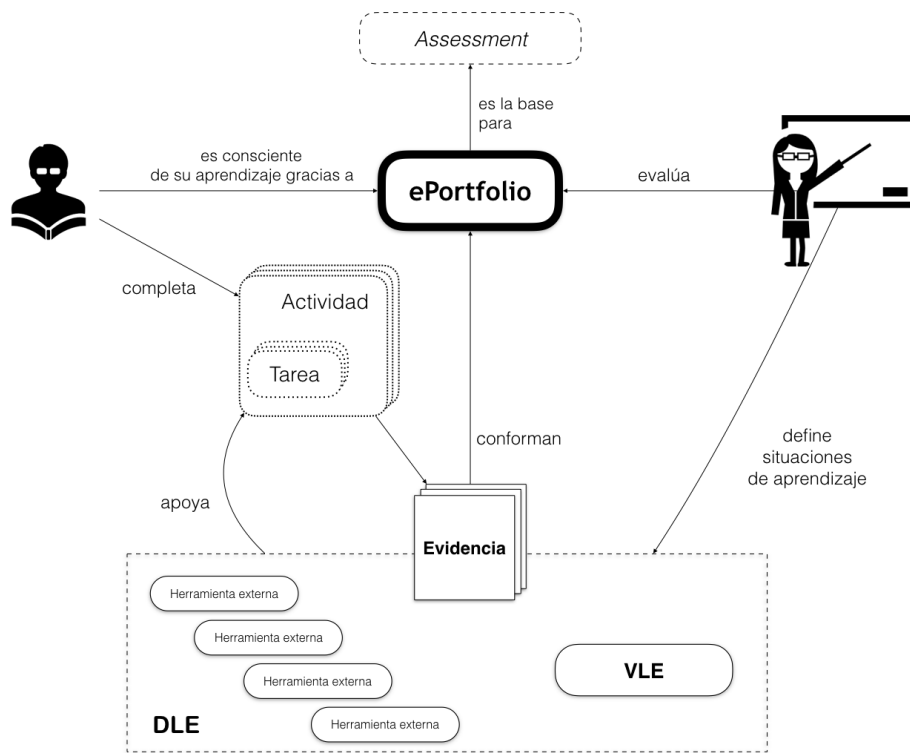 Assessment
es la base
para
es consciente
de su aprendizaje gracias a
ePortfolio
evalúa
completa
Actividad
Tarea
conforman
define
situaciones
de aprendizaje
apoya
Evidencia
Herramienta externa
Herramienta externa
Herramienta externa
VLE
Herramienta externa
DLE